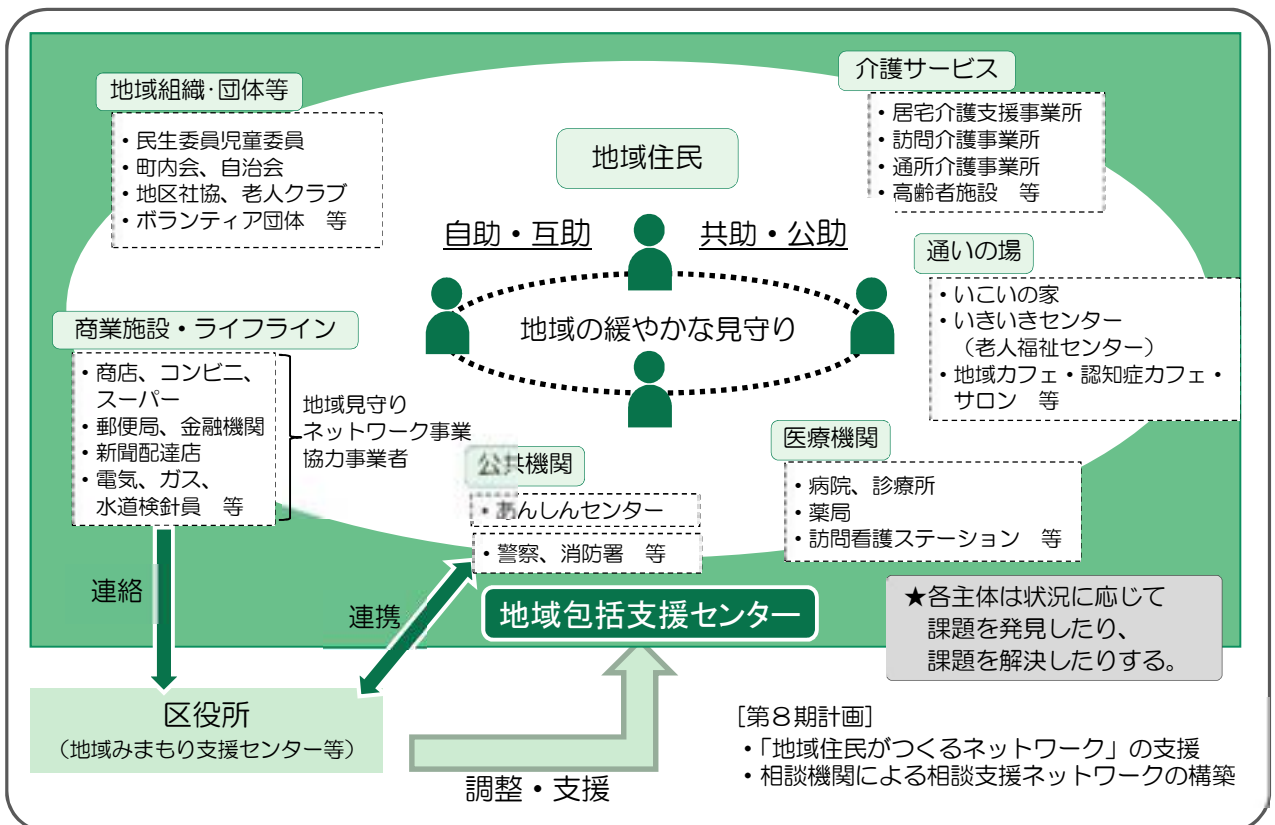 地域組織・団体等
・民生委員児童委員
・町内会、自治会
・地区社協、老人クラブ
・ボランティア団体　等
介護サービス
・居宅介護支援事業所
・訪問介護事業所
・通所介護事業所
・高齢者施設　等
地域住民
自助・互助
共助・公助
地域の緩やかな見守り
通いの場
・いこいの家
・いきいきセンター
（老人福祉センター）
・地域カフェ・認知症カフェ・
サロン　等
商業施設・ライフライン
・商店、コンビニ、
スーパー
・郵便局、金融機関
・新聞配達店
・電気、ガス、
水道検針員　等
地域見守り
ネットワーク事業
協力事業者
公共機関
・あんしんセンター
・警察、消防署　等
医療機関
・病院、診療所
・薬局
・訪問看護ステーション　等
連絡
連携
地域包括支援センター
★各主体は状況に応じて
課題を発見したり、
課題を解決したりする。
区役所
（地域みまもり支援センター等）
調整・支援
［第８期計画］
・「地域住民がつくるネットワーク」の支援
・相談機関による相談支援ネットワークの構築